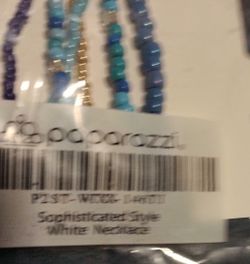 paparazzi
Sophisticated Style
White Necklace